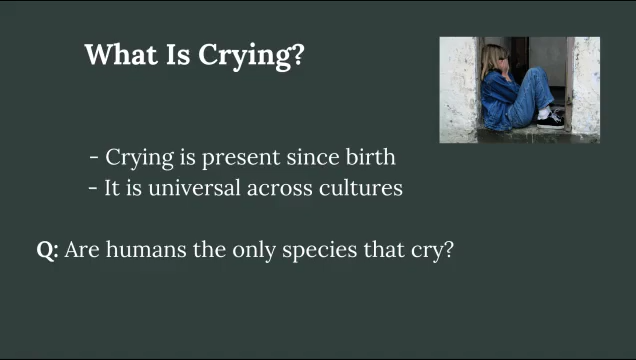 What Is Crying?
- Crying is present since birth
- It is universal across cultures
Q: Are humans the only species that cry?